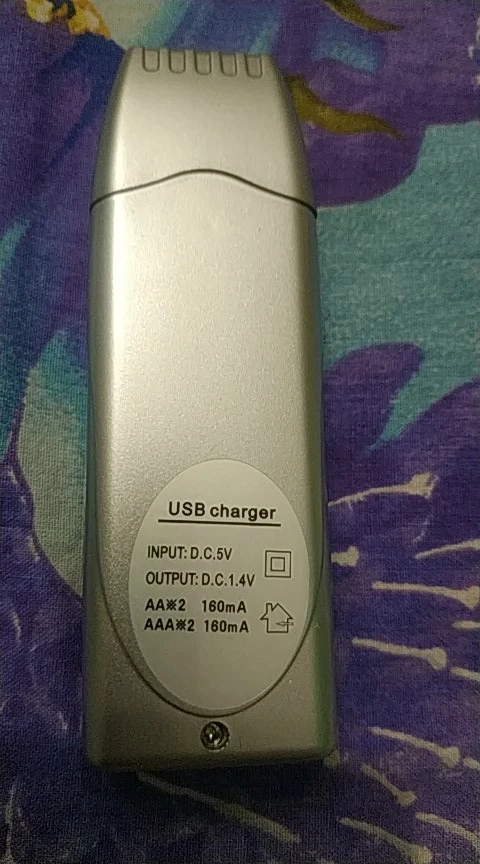 USB charger
INPUT: D.C.5V
OUTPUT: D.C.1.4V
AA※2 160mA
AAA※2 160mA